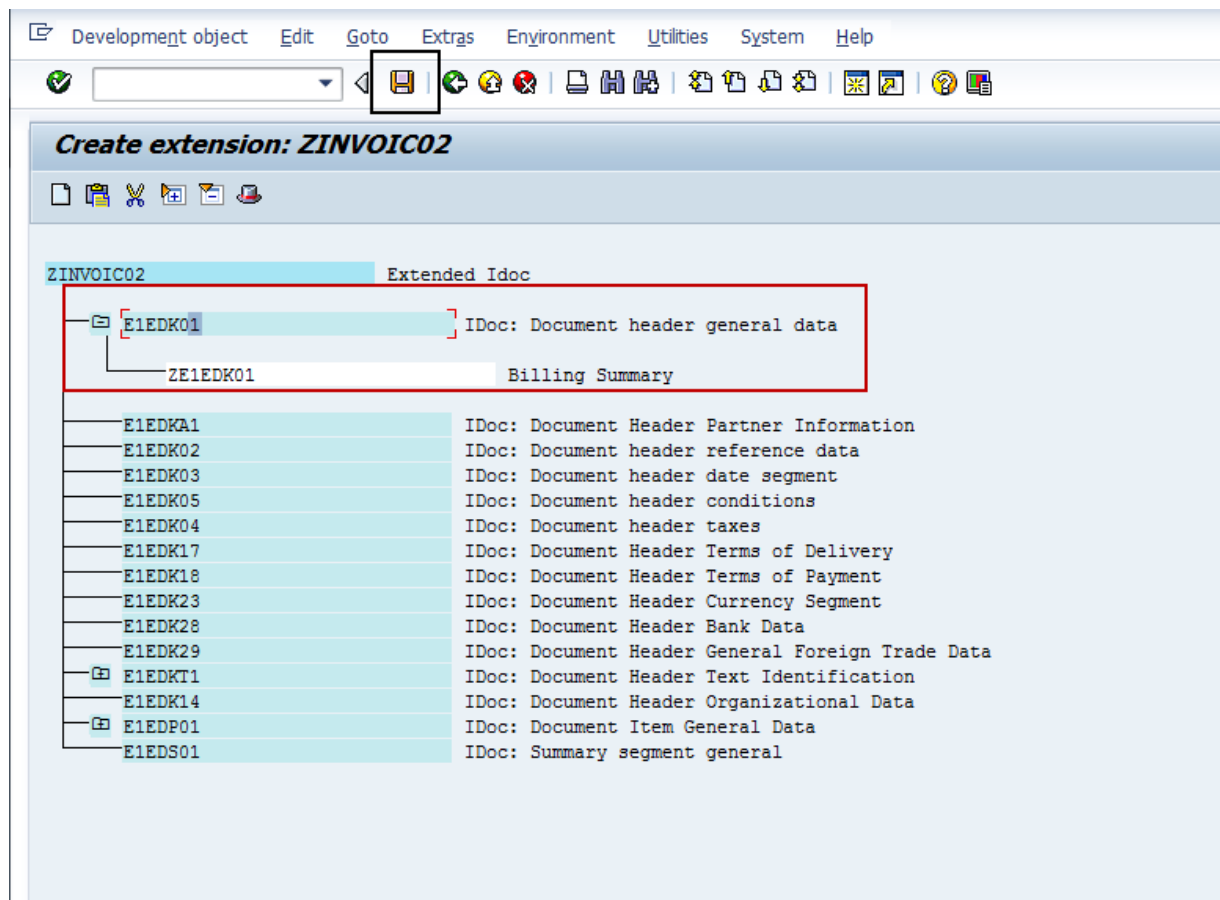 Development object Edit Goto Extras Environment Utilities System Help
Create extension: ZINVOIC02
ZINVOIC02 Extended Idoc
E1EDK01 IDoc: Document header general data
ZE1EDK01 Billing Summary
E1EDKA1 IDoc: Document Header Partner Information
E1EDK02 IDoc: Document header reference data
E1EDK03 IDoc: Document header date segment
E1EDK05 IDoc: Document header conditions
E1EDK04 IDoc: Document header taxes
E1EDK17 IDoc: Document Header Terms of Delivery
E1EDK18 IDoc: Document Header Terms of Payment
E1EDK23 IDoc: Document Header Currency Segment
E1EDK28 IDoc: Document Header Bank Data
E1EDK29 IDoc: Document Header General Foreign Trade Data
E1EDKT1 IDoc: Document Header Text Identification
E1EDK14 IDoc: Document Header Organizational Data
E1EDP01 IDoc: Document Item General Data
E1EDS01 IDoc: Summary segment general